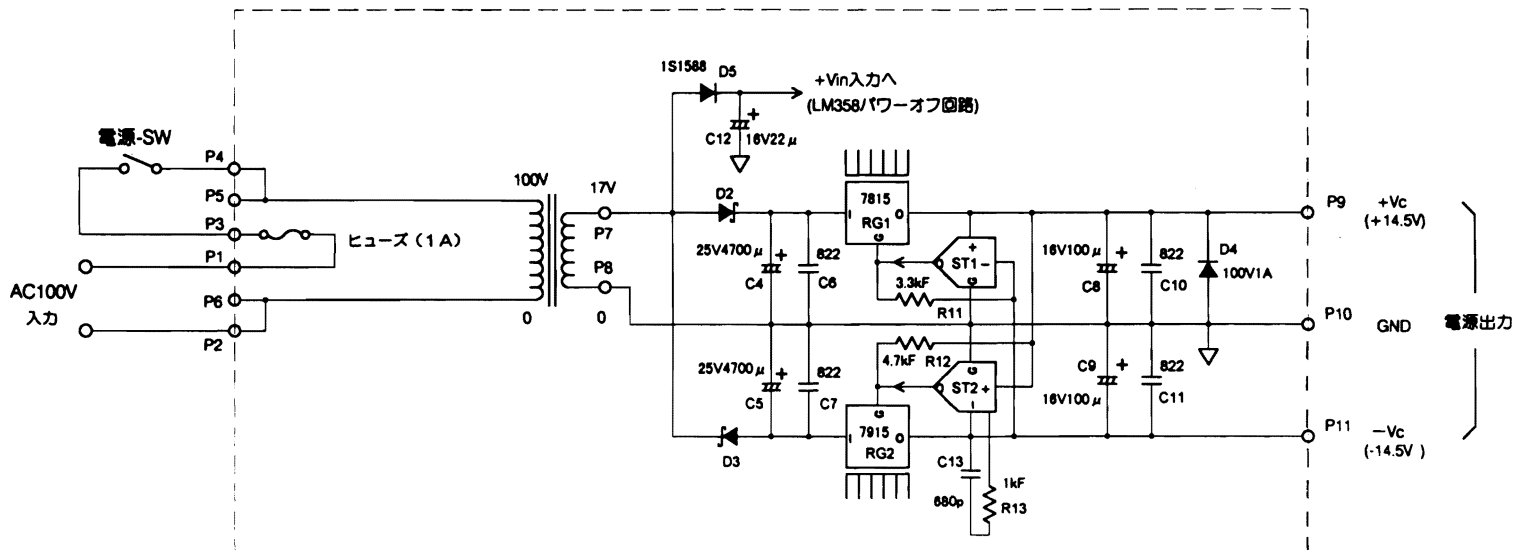 1S1588 D5
+Vin入力へ
(LM358パワーオフ回路)
C12 16V22μ
電源-SW
P4
P5
P3
ヒューズ(1A)
P1
AC100V
入力
P6
P2
100V
0
17V
P7
P8
0
D2
25V4700μ
C4
822
C6
7815
RG1
I
O
G
ST1
+
−
G
3.3kF
R11
4.7kF
R12
16V100μ
C8
822
C10
D4
100V1A
P9
+Vc
(+14.5V)
P10
GND
電源出力
25V4700μ
C5
822
C7
G
ST2
+
−
C9
16V100μ
822
C11
G
I
7915
O
RG2
D3
C13
680p
1kF
R13
P11
−Vc
(-14.5V)